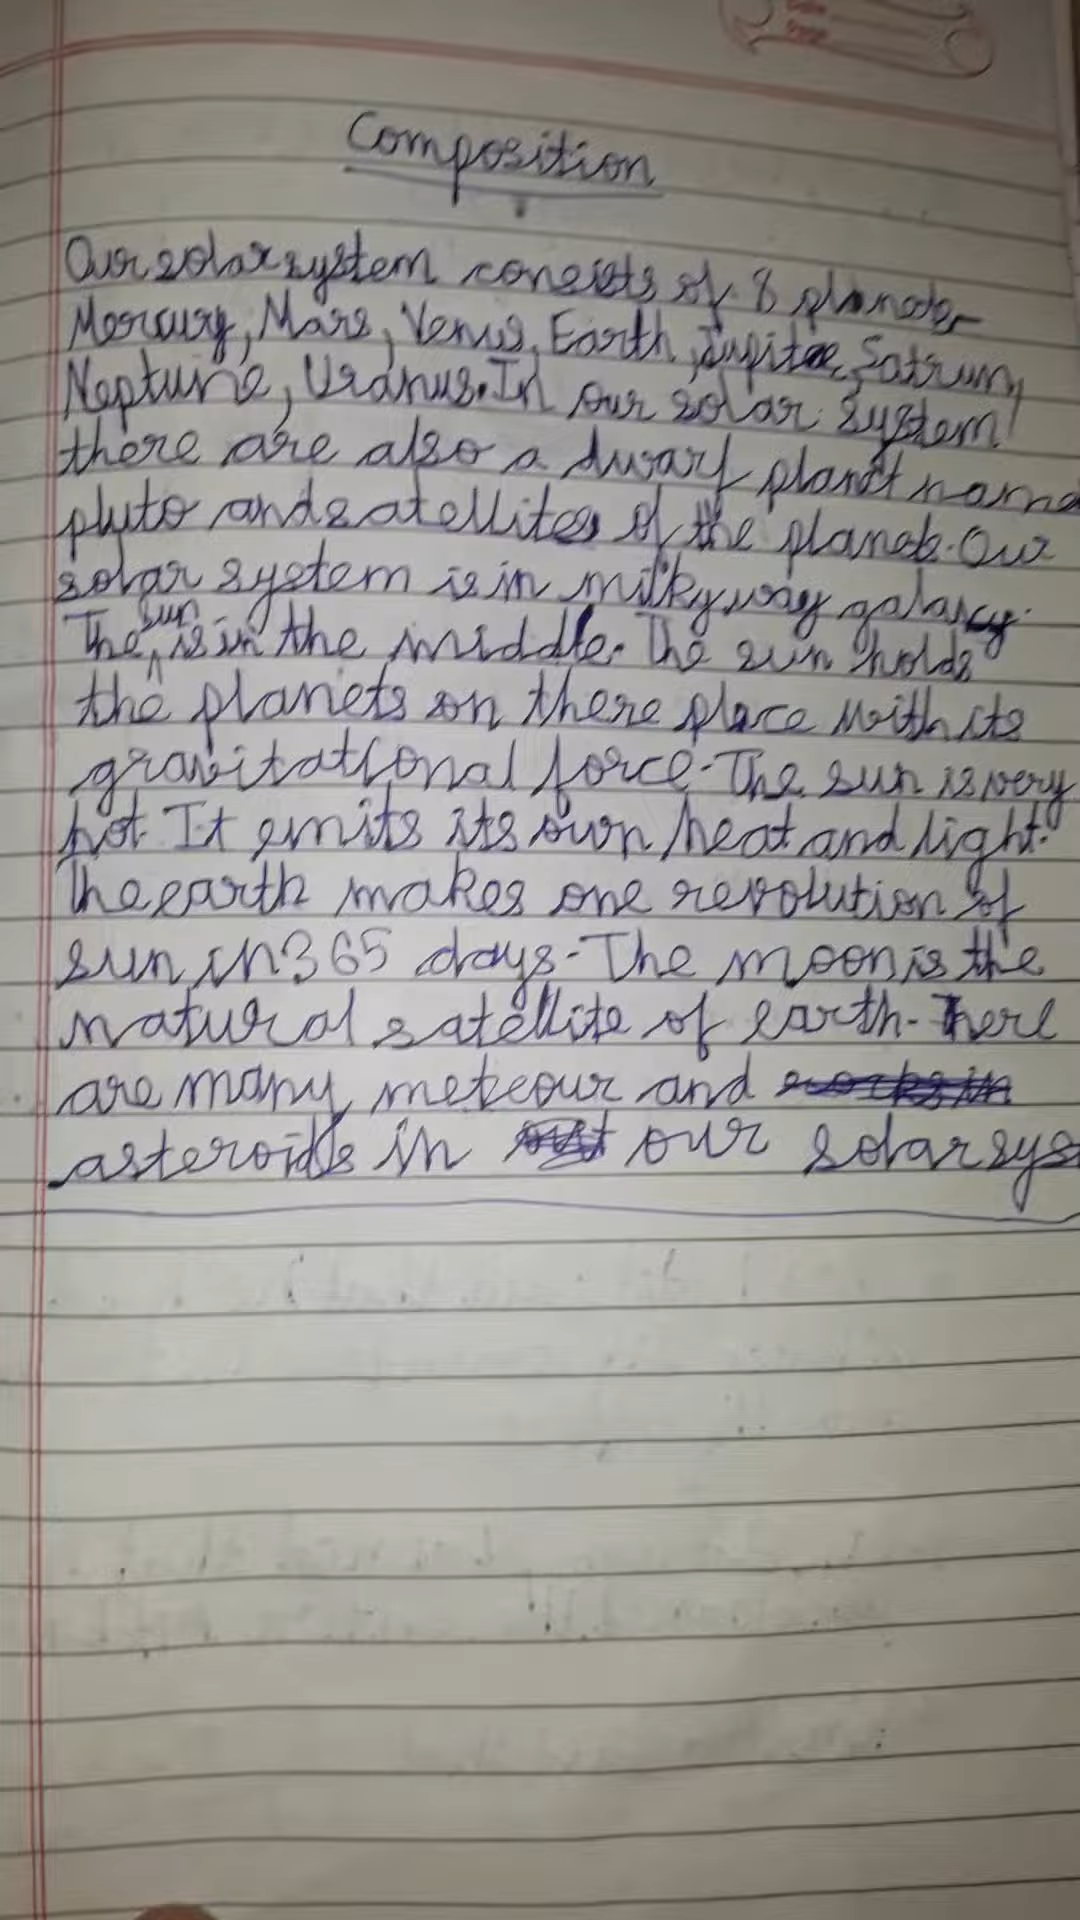 Composition
Our solar system consists of 8 planets-
Mercury, Mars, Venus, Earth, Jupiter, Satrun,
Neptune, Uranus. In our solar system
there are also a dwarf planet name
pluto and satellites of the planets. Our
solar system is in milkyway galaxy.
The sun is in the middle. The sun holds
the planets on there place with its
gravitational force. The sun is very
hot. It emits its own heat and light.
The earth makes one revolution of
sun in 365 days. The moon is the
natural satellite of earth. There
are many meteour and
asteroids in our solar sys